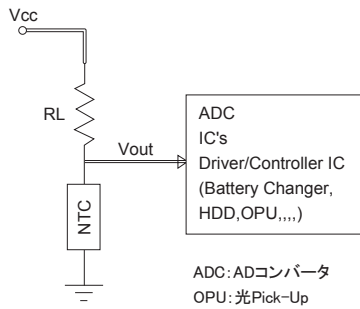 Vcc
RL
Vout
NTC
ADC
IC's
Driver/Controller IC
(Battery Changer,
HDD,OPU,,,,)
ADC:ADコンバータ
OPU:光Pick-Up